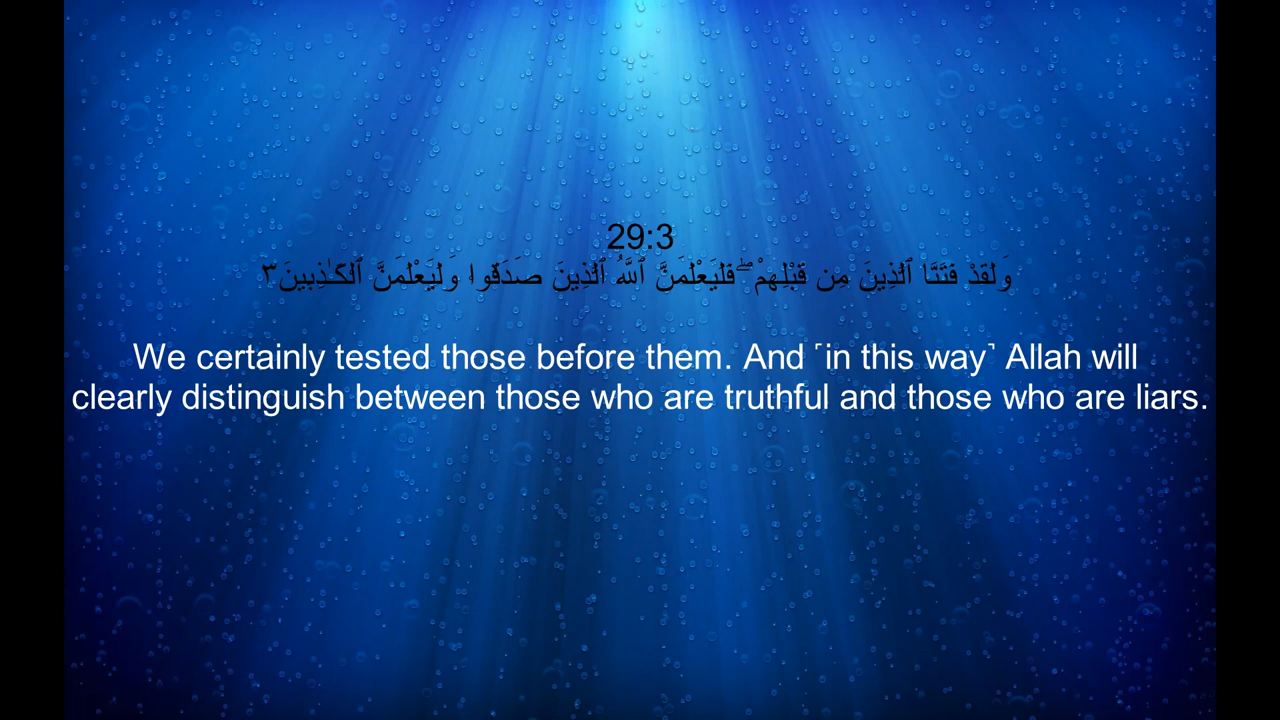 29:3
وَلَقَدْ فَتَنَّا ٱلَّذِينَ مِن قَبْلِهِمْ ۖ فَلَيَعْلَمَنَّ ٱللَّهُ ٱلَّذِينَ صَدَقُوا۟ وَلَيَعْلَمَنَّ ٱلْكَـٰذِبِينَ ٣
We certainly tested those before them. And ˹in this way˺ Allah will
clearly distinguish between those who are truthful and those who are liars.